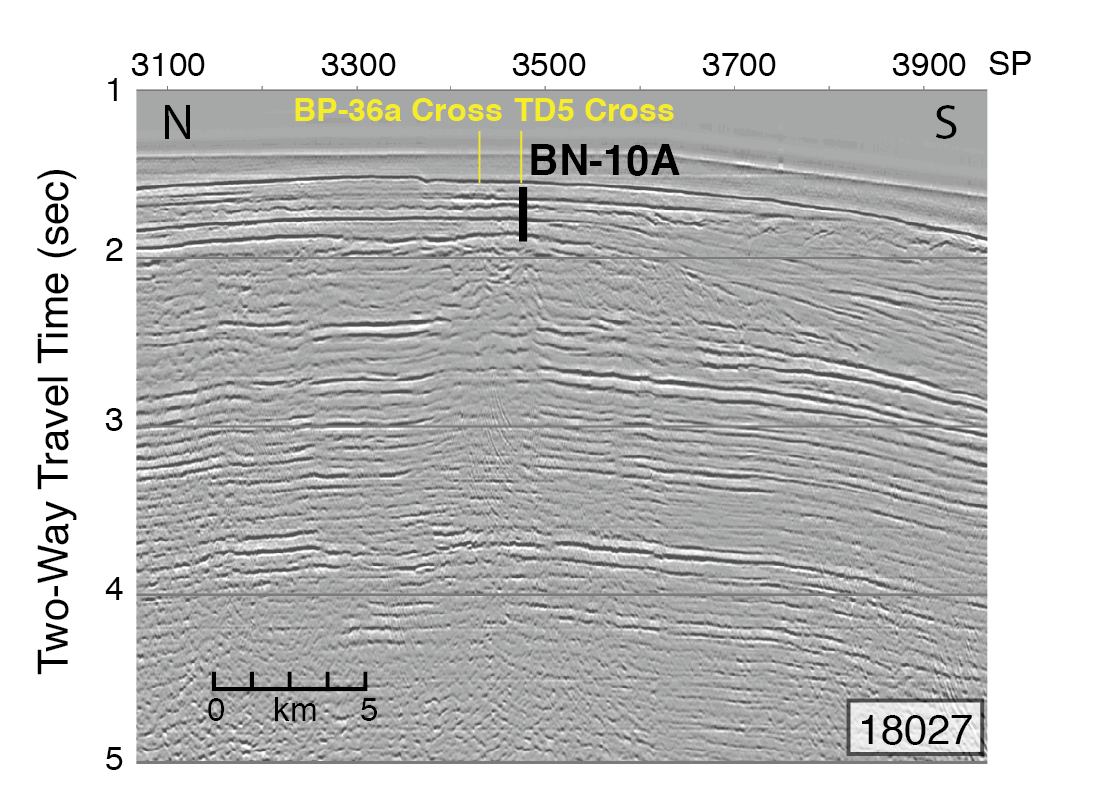 3100 3300 3500 3700 3900 SP
1
BP-36a Cross TD5 Cross
N S
BN-10A
2
3
4
5
Two-Way Travel Time (sec)
0 km 5
18027